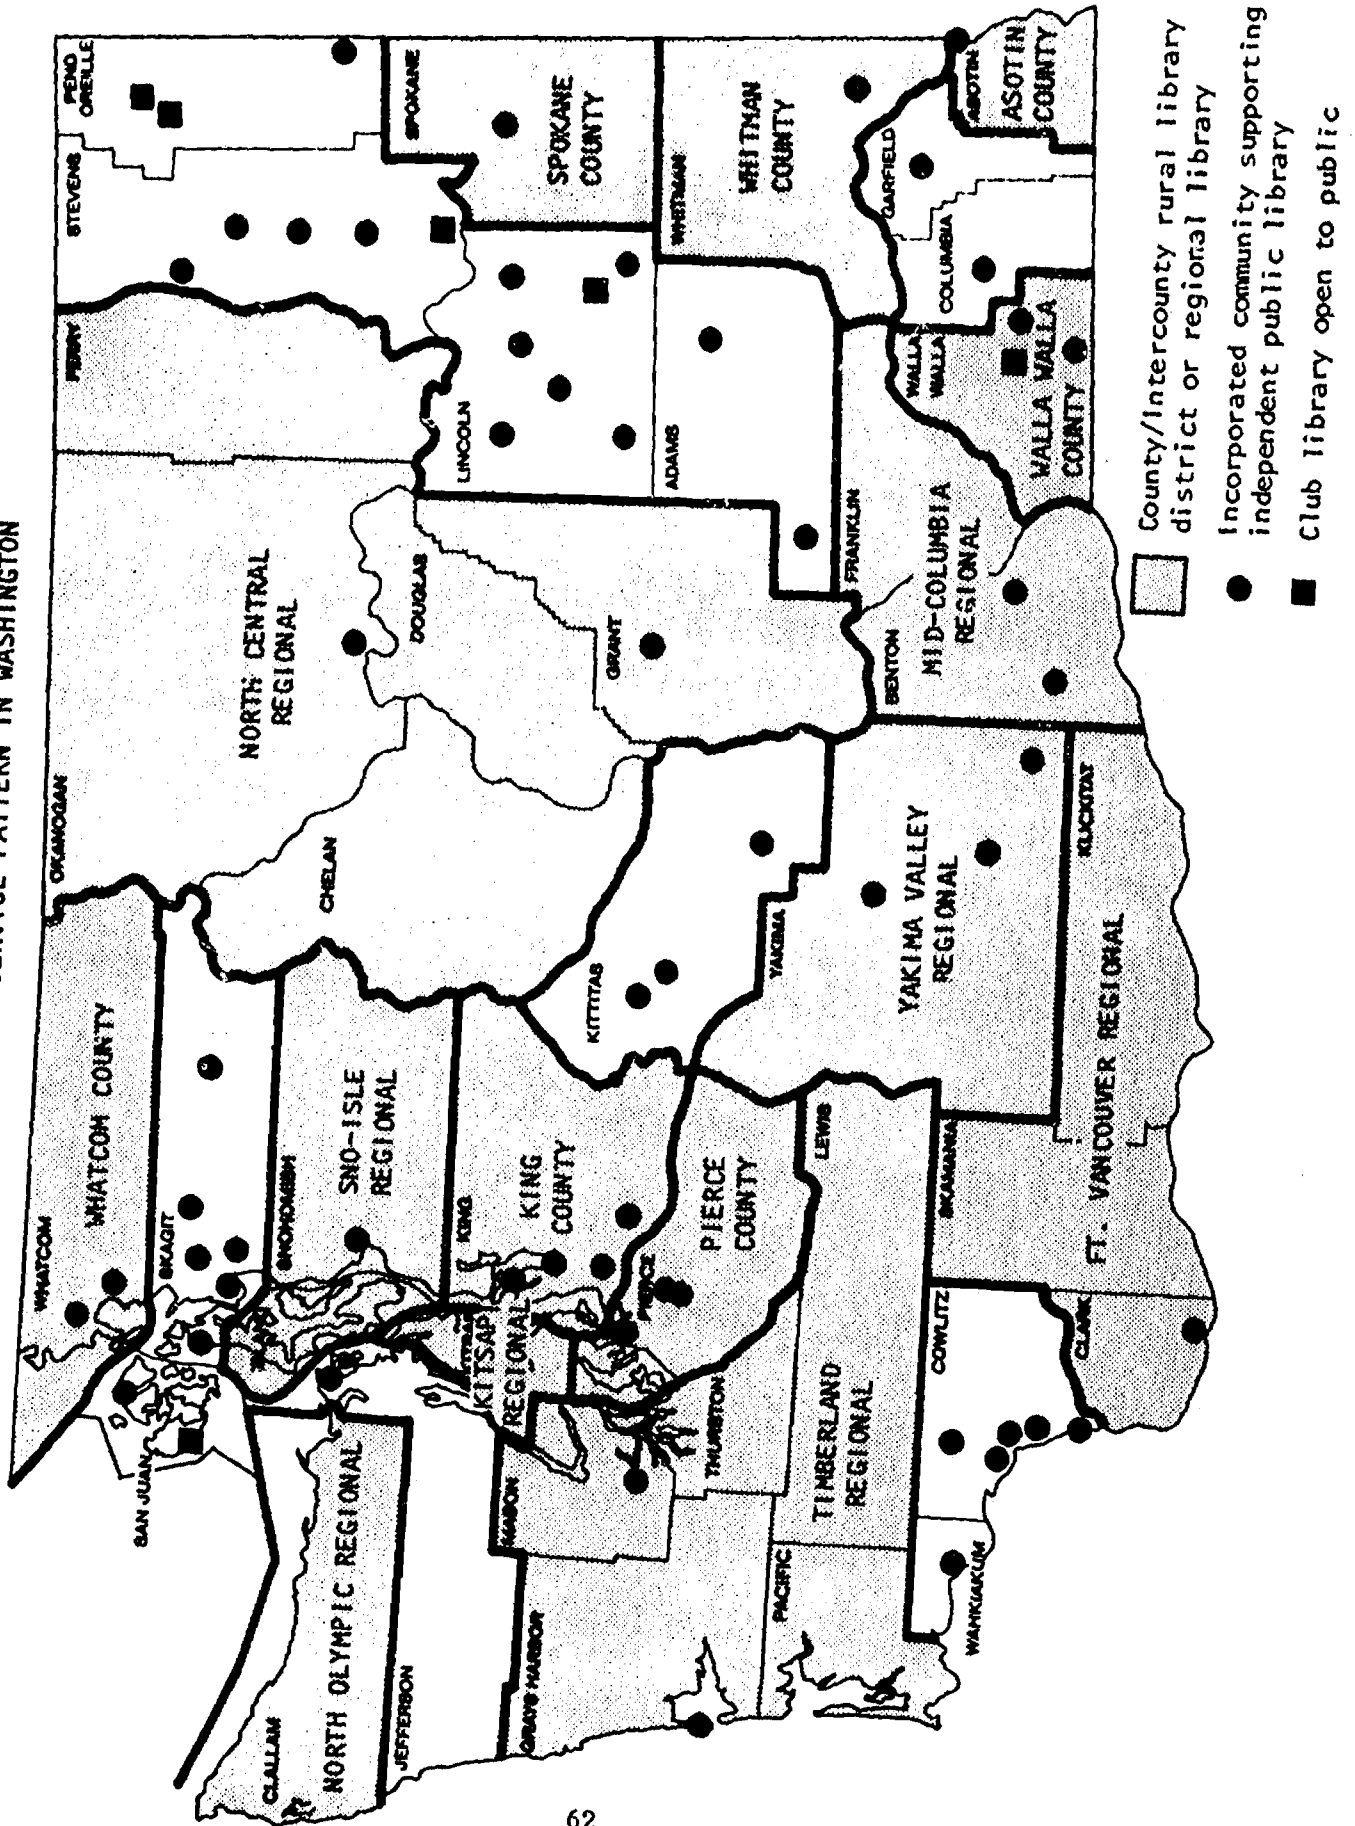 SERVICE PATTERN IN WASHINGTON
WHATCOM
WHATCOM COUNTY
OKANOGAN
FERRY
STEVENS
PEND
OREILLE
SAN JUAN
SKAGIT
CLALLAM
NORTH OLYMPIC REGIONAL
ISLAND
SNOHOMISH
SNO-ISLE
REGIONAL
CHELAN
NORTH CENTRAL
REGIONAL
DOUGLAS
LINCOLN
SPOKANE
SPOKANE
COUNTY
JEFFERSON
KITSAP
KITSAP
REGIONAL
KING
KING
COUNTY
GRAYS HARBOR
MASON
KITTITAS
GRANT
ADAMS
WHITMAN
WHITMAN
COUNTY
THURSTON
PIERCE
PIERCE
COUNTY
PACIFIC
TIMBERLAND
REGIONAL
LEWIS
YAKIMA
YAKIMA VALLEY
REGIONAL
BENTON
FRANKLIN
MID-COLUMBIA
REGIONAL
WALLA
WALLA
WALLA WALLA
COUNTY
COLUMBIA
GARFIELD
ASOTIN
ASOTIN
COUNTY
WAHKIAKUM
COWLITZ
CLARK
SKAMANIA
FT. VANCOUVER REGIONAL
KLICKITAT
County/Intercounty rural library
district or regional library
Incorporated community supporting
independent public library
Club library open to public
62